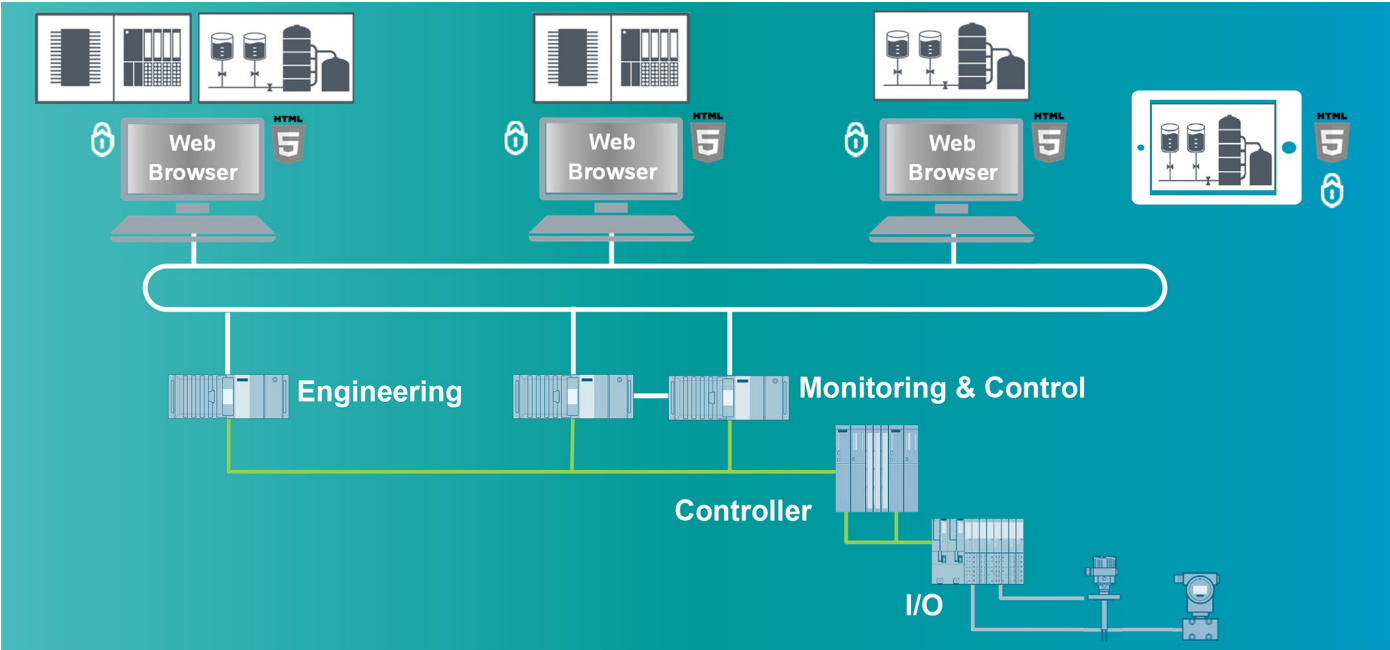 HTML
5
Web
Browser
HTML
5
Web
Browser
HTML
5
Web
Browser
HTML
5
Engineering
Monitoring & Control
Controller
I/O